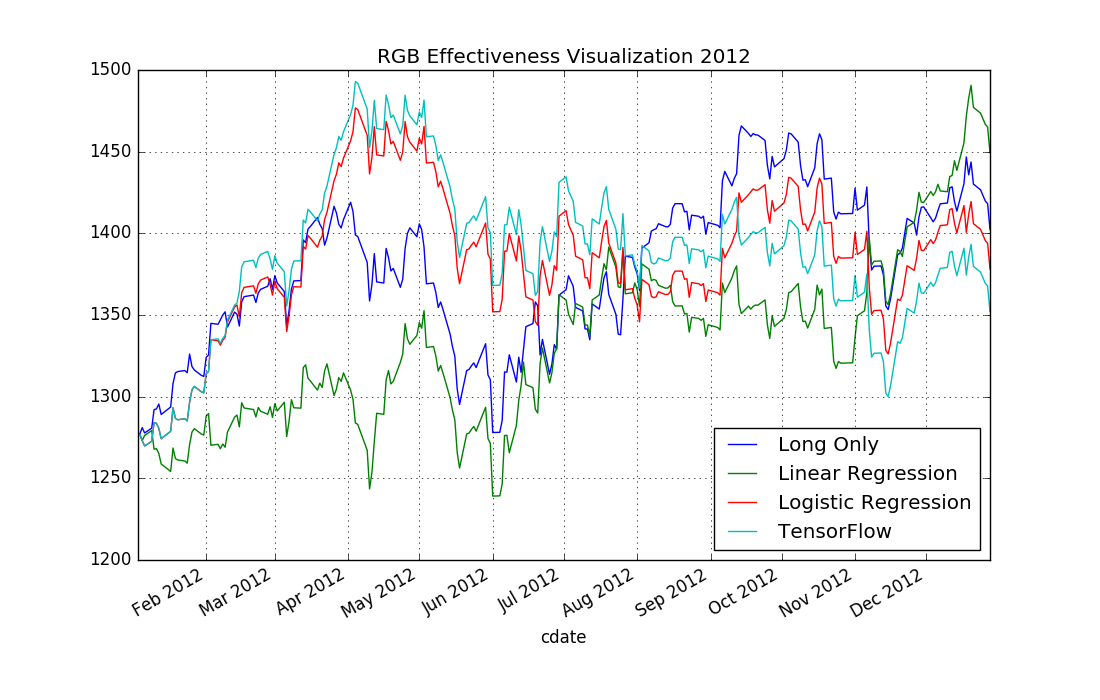 RGB Effectiveness Visualization 2012
1500
1450
1400
1350
1300
1250
1200
Long Only
Linear Regression
Logistic Regression
TensorFlow
Feb 2012
Mar 2012
Apr 2012
May 2012
Jun 2012
Jul 2012
Aug 2012
Sep 2012
Oct 2012
Nov 2012
Dec 2012
cdate